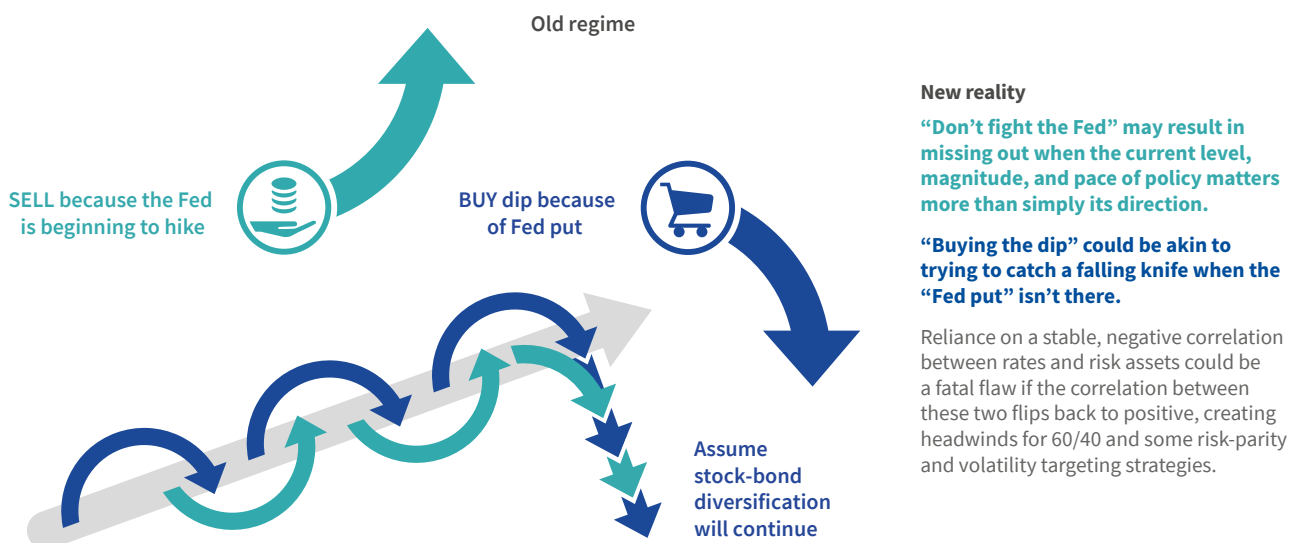 Old regime
SELL because the Fed
is beginning to hike
BUY dip because
of Fed put
Assume
stock-bond
diversification
will continue
New reality
“Don’t fight the Fed” may result in
missing out when the current level,
magnitude, and pace of policy matters
more than simply its direction.
“Buying the dip” could be akin to
trying to catch a falling knife when the
“Fed put” isn’t there.
Reliance on a stable, negative correlation
between rates and risk assets could be
a fatal flaw if the correlation between
these two flips back to positive, creating
headwinds for 60/40 and some risk-parity
and volatility targeting strategies.